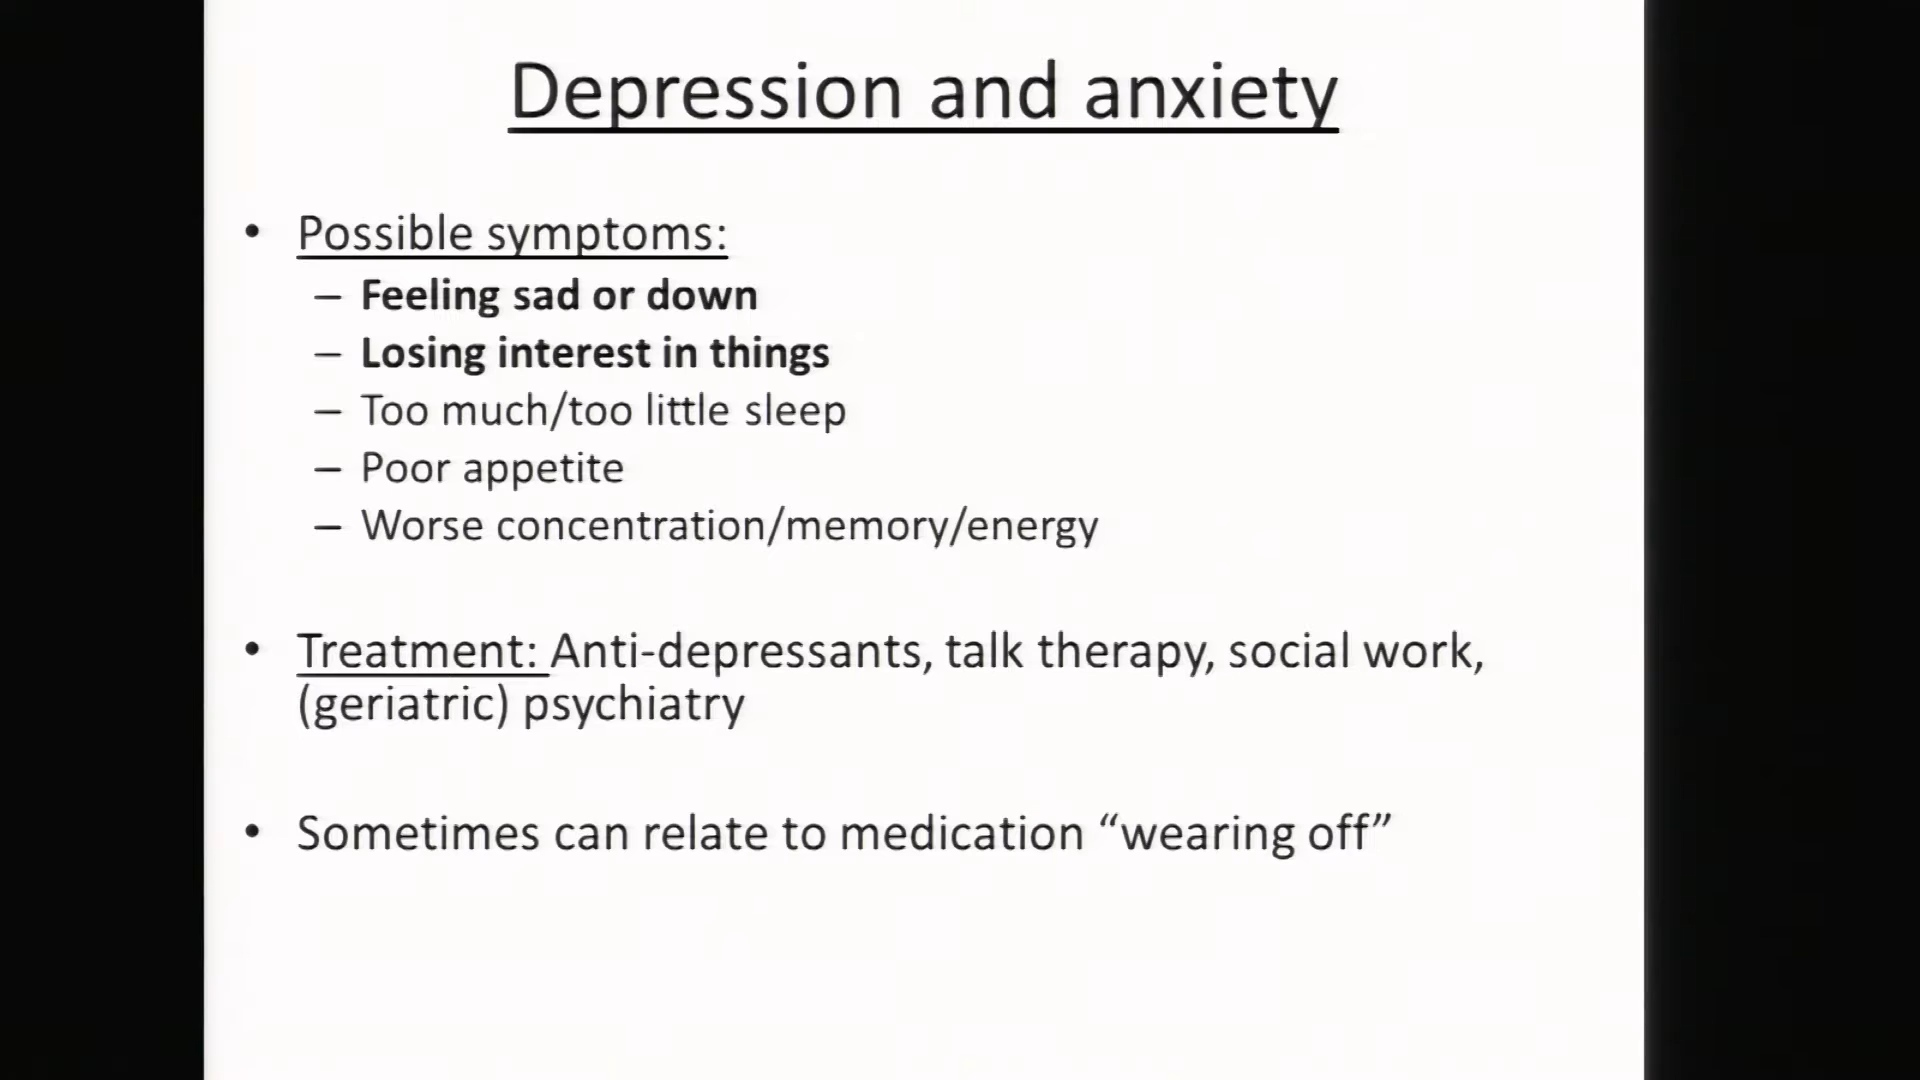 Depression and anxiety
• Possible symptoms:
– Feeling sad or down
– Losing interest in things
– Too much/too little sleep
– Poor appetite
– Worse concentration/memory/energy
• Treatment: Anti-depressants, talk therapy, social work,
(geriatric) psychiatry
• Sometimes can relate to medication “wearing off”